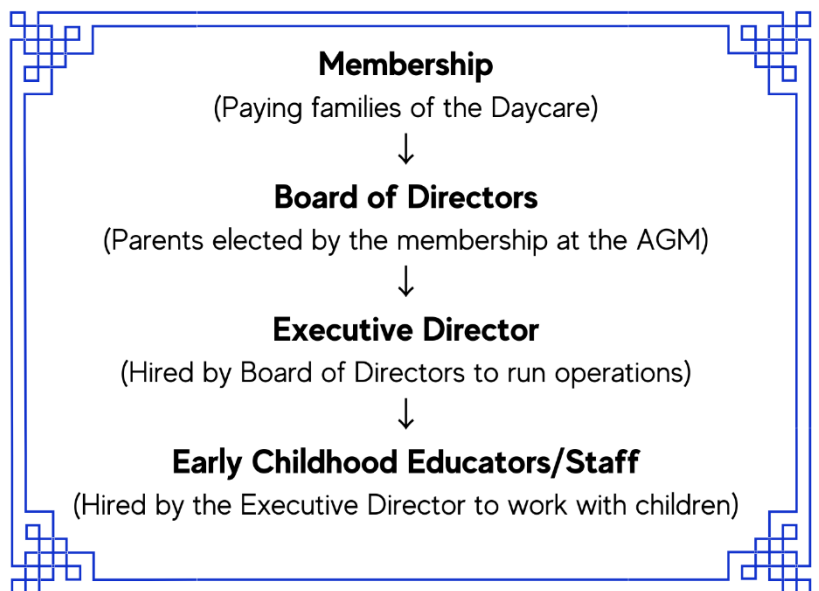 Membership
(Paying families of the Daycare)
↓
Board of Directors
(Parents elected by the membership at the AGM)
↓
Executive Director
(Hired by Board of Directors to run operations)
↓
Early Childhood Educators/Staff
(Hired by the Executive Director to work with children)